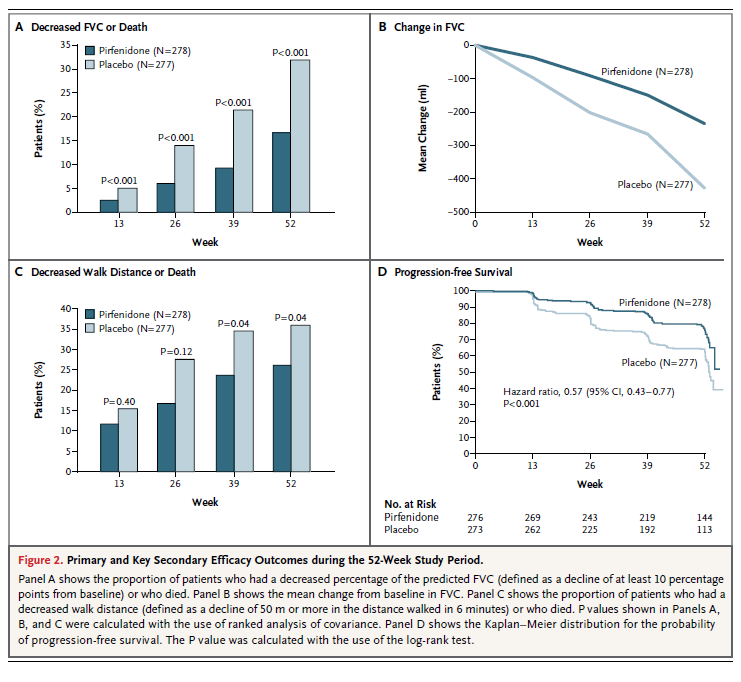 A Decreased FVC or Death
35
30
25
20
15
10
5
0
Patients (%)
Pirfenidone (N=278)
Placebo (N=277)
P<0.001
P<0.001
P<0.001
P<0.001
13 26 39 52
Week
B Change in FVC
0
−100
−200
−300
−400
−500
Mean Change (ml)
Pirfenidone (N=278)
Placebo (N=277)
0 13 26 39 52
Week
C Decreased Walk Distance or Death
40
35
30
25
20
15
10
5
0
Patients (%)
Pirfenidone (N=278)
Placebo (N=277)
P=0.40
P=0.12
P=0.04
P=0.04
13 26 39 52
Week
D Progression-free Survival
100
90
80
70
60
50
40
30
20
10
0
Patients (%)
Pirfenidone (N=278)
Placebo (N=277)
Hazard ratio, 0.57 (95% CI, 0.43–0.77)
P<0.001
0 13 26 39 52
Week
No. at Risk
Pirfenidone 276 269 243 219 144
Placebo 273 262 225 192 113
Figure 2. Primary and Key Secondary Efficacy Outcomes during the 52-Week Study Period.
Panel A shows the proportion of patients who had a decreased percentage of the predicted FVC (defined as a decline of at least 10 percentage
points from baseline) or who died. Panel B shows the mean change from baseline in FVC. Panel C shows the proportion of patients who had a
decreased walk distance (defined as a decline of 50 m or more in the distance walked in 6 minutes) or who died. P values shown in Panels A,
B, and C were calculated with the use of ranked analysis of covariance. Panel D shows the Kaplan–Meier distribution for the probability
of progression-free survival. The P value was calculated with the use of the log-rank test.